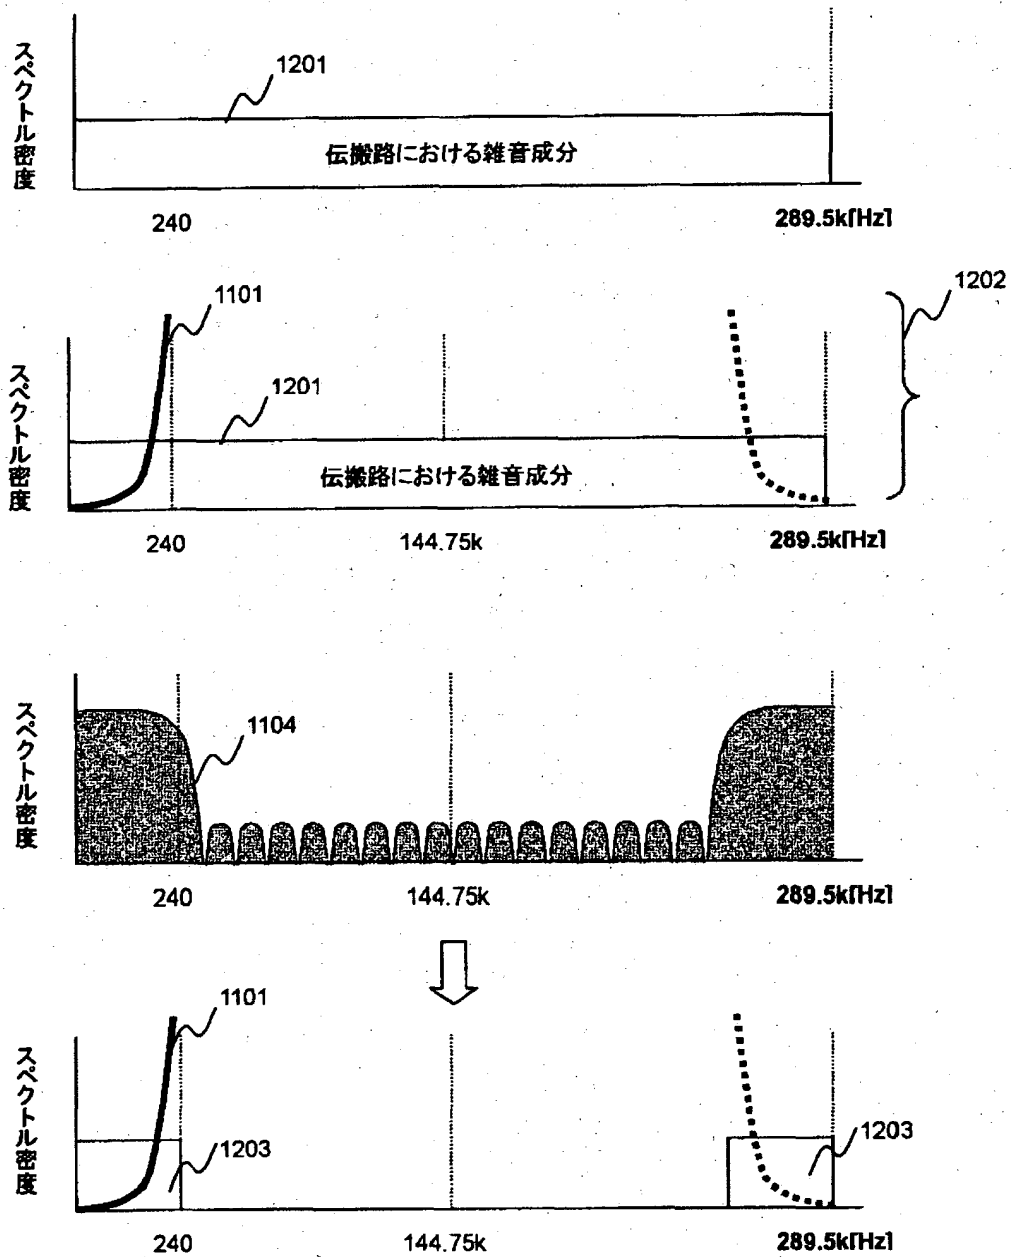 スペクトル密度
1201
伝搬路における雑音成分
240
289.5k[Hz]
スペクトル密度
1101
1201
1202
伝搬路における雑音成分
240
144.75k
289.5k[Hz]
スペクトル密度
1104
240
144.75k
289.5k[Hz]
スペクトル密度
1101
1203
1203
240
144.75k
289.5k[Hz]